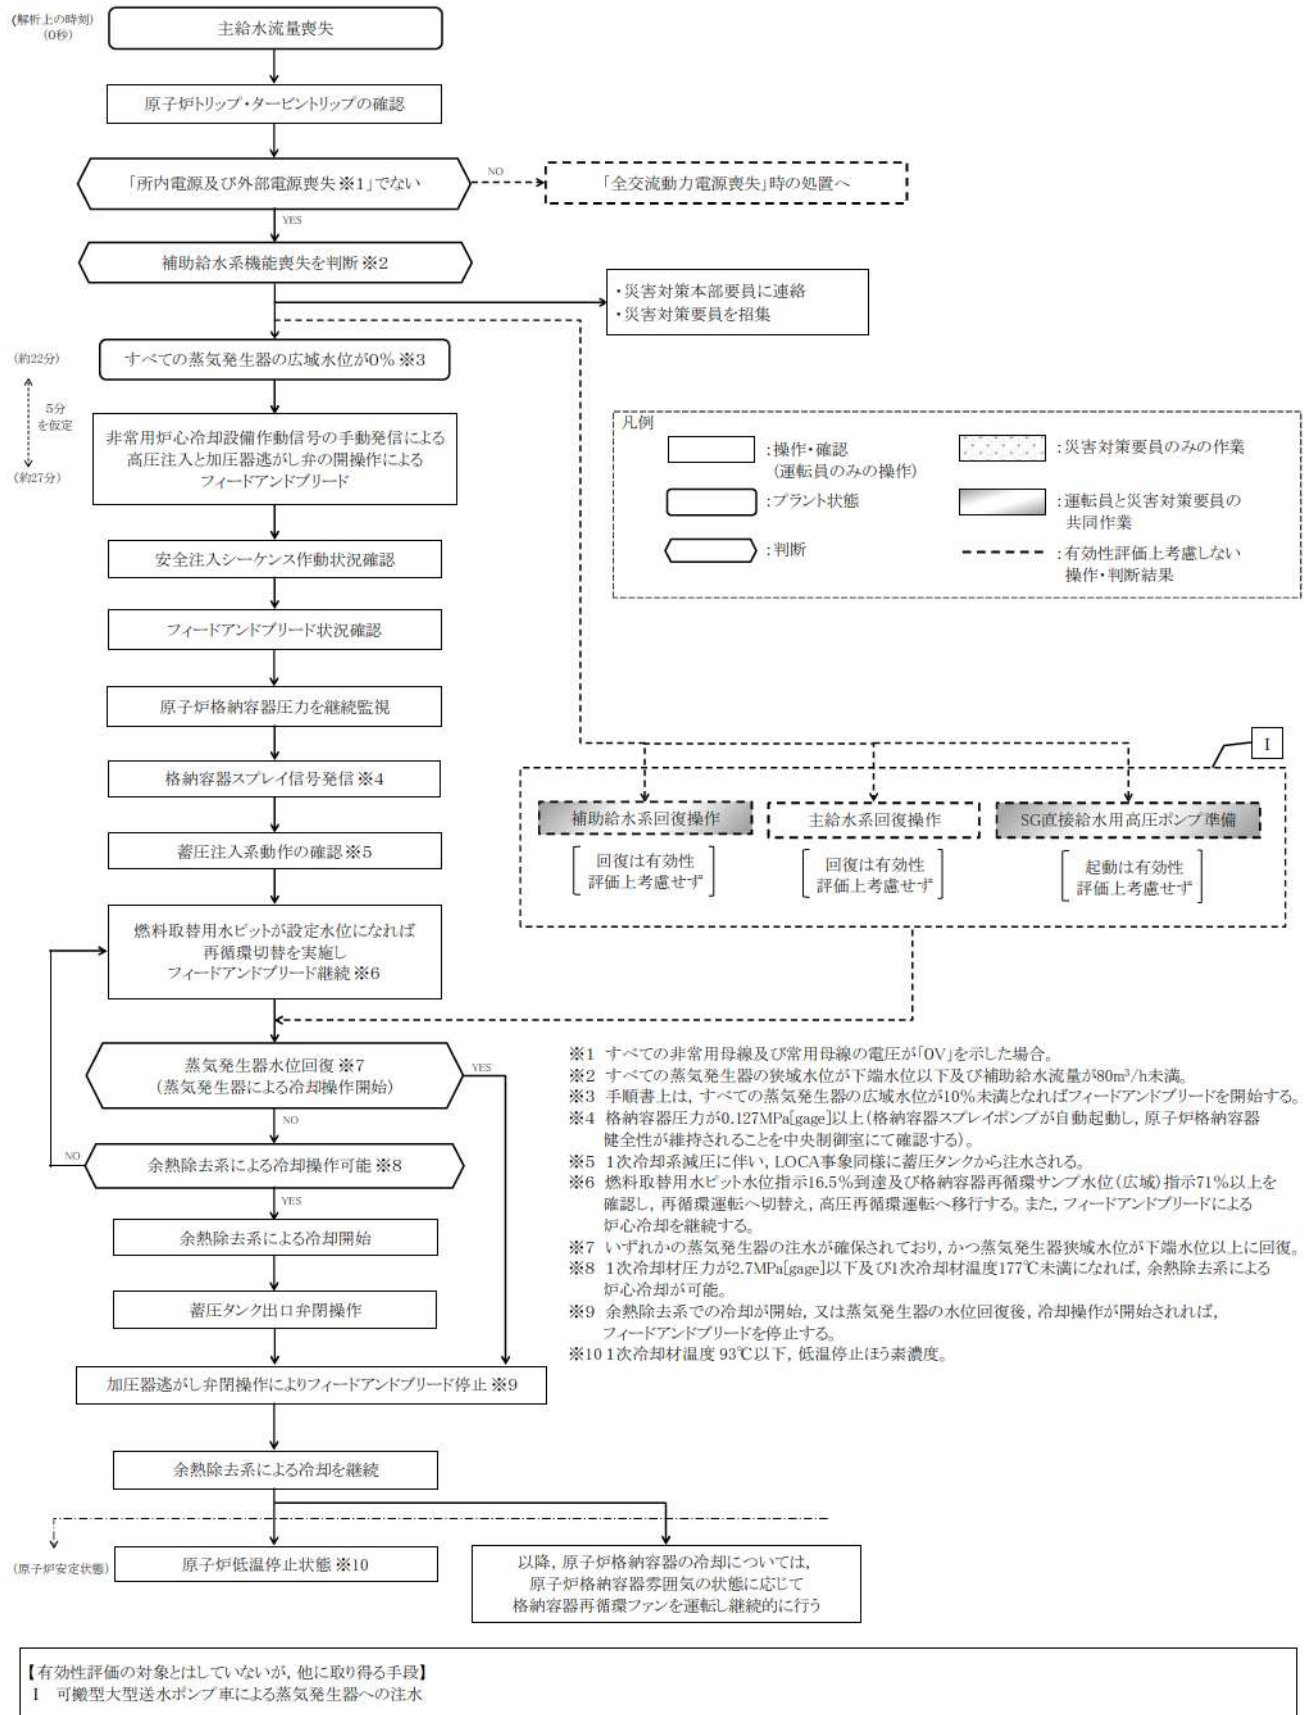 (解析上の時刻)
(0秒)
主給水流量喪失
原子炉トリップ・タービントリップの確認
「所内電源及び外部電源喪失※1」でない
NO
「全交流動力電源喪失」時の処置へ
YES
補助給水系機能喪失を判断※2
・災害対策本部要員に連絡
・災害対策要員を招集
(約22分)
すべての蒸気発生器の広域水位が0%※3
5分
を仮定
(約27分)
非常用炉心冷却設備作動信号の手動発信による
高圧注入と加圧器逃がし弁の開操作による
フィードアンドブリード
凡例
:操作・確認
(運転員のみの操作)
:プラント状態
:判断
:災害対策要員のみの作業
:運転員と災害対策要員の
共同作業
:有効性評価上考慮しない
操作・判断結果
安全注入シーケンス作動状況確認
フィードアンドブリード状況確認
原子炉格納容器圧力を継続監視
格納容器スプレイ信号発信※4
蓄圧注入系動作の確認※5
I
補助給水系回復操作
回復は有効性
評価上考慮せず
主給水系回復操作
回復は有効性
評価上考慮せず
SG直接給水用高圧ポンプ準備
起動は有効性
評価上考慮せず
燃料取替用水ピットが設定水位になれば
再循環切替を実施し
フィードアンドブリード継続※6
蒸気発生器水位回復※7
(蒸気発生器による冷却操作開始)
YES
NO
余熱除去系による冷却操作可能※8
NO
YES
余熱除去系による冷却開始
蓄圧タンク出口弁閉操作
加圧器逃がし弁閉操作によりフィードアンドブリード停止※9
余熱除去系による冷却を継続
(原子炉安定状態)
原子炉低温停止状態※10
以降,原子炉格納容器の冷却については,
原子炉格納容器雰囲気の状態に応じて
格納容器再循環ファンを運転し継続的に行う
※1 すべての非常用母線及び常用母線の電圧が「0V」を示した場合。
※2 すべての蒸気発生器の狭域水位が下端水位以下及び補助給水流量が80m³/h未満。
※3 手順書上は,すべての蒸気発生器の広域水位が10%未満となればフィードアンドブリードを開始する。
※4 格納容器圧力が0.127MPa[gage]以上(格納容器スプレイポンプが自動起動し,原子炉格納容器
健全性が維持されることを中央制御室にて確認する)。
※5 1次冷却系減圧に伴い,LOCA事象同様に蓄圧タンクから注水される。
※6 燃料取替用水ピット水位指示16.5%到達及び格納容器再循環サンプ水位(広域)指示71%以上を
確認し,再循環運転へ切替え,高圧再循環運転へ移行する。また,フィードアンドブリードによる
炉心冷却を継続する。
※7 いずれかの蒸気発生器の注水が確保されており,かつ蒸気発生器狭域水位が下端水位以上に回復。
※8 1次冷却材圧力が2.7MPa[gage]以下及び1次冷却材温度177℃未満になれば,余熱除去系による
炉心冷却が可能。
※9 余熱除去系での冷却が開始,又は蒸気発生器の水位回復後,冷却操作が開始されれば,
フィードアンドブリードを停止する。
※10 1次冷却材温度 93℃以下,低温停止ほう素濃度。
【有効性評価の対象とはしていないが,他に取り得る手段】
I 可搬型大型送水ポンプ車による蒸気発生器への注水